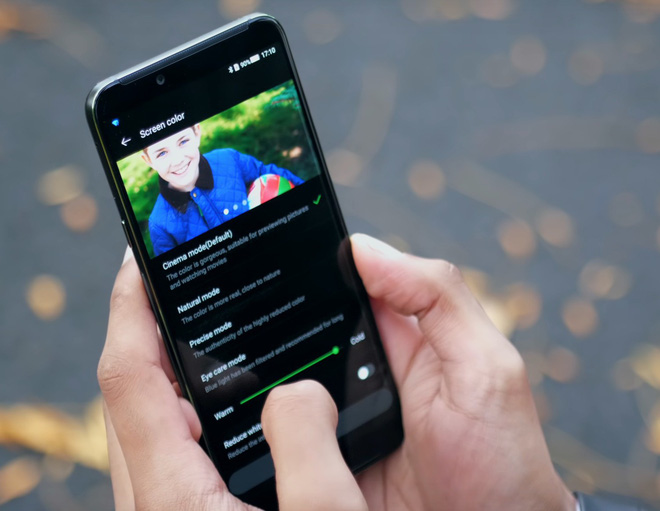 90% 17:10
Screen color
Cinema mode(Default)
The color is gorgeous, suitable for previewing pictures
and watching movies
Natural mode
The color is more real, close to nature
Precise mode
The authenticity of the highly reduced color
Eye care mode
Blue light has been filtered and recommended for long
Warm Cold
Reduce
Reduce the